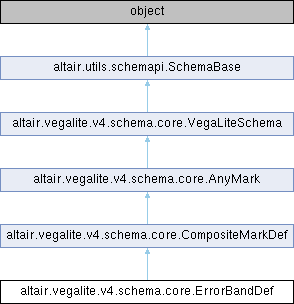 object
altair.utils.schemapi.SchemaBase
altair.vegalite.v4.schema.core.VegaLiteSchema
altair.vegalite.v4.schema.core.AnyMark
altair.vegalite.v4.schema.core.CompositeMarkDef
altair.vegalite.v4.schema.core.ErrorBandDef